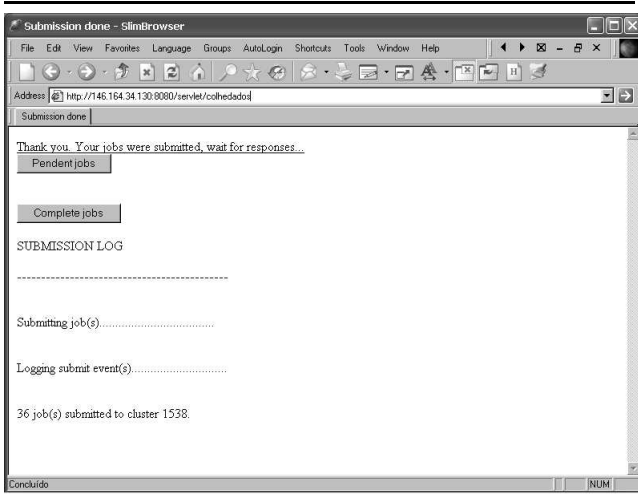 Submission done - SlimBrowser
File Edit View Favorites Language Groups AutoLogin Shortcuts Tools Window Help
Address http://146.164.34.130:8080/servlet/colhedados
Submission done
Thank you. Your jobs were submitted, wait for responses...
Pendent jobs
Complete jobs
SUBMISSION LOG
--------------------------------------------
Submitting job(s)....................................
Logging submit event(s)..............................
36 job(s) submitted to cluster 1538.
Concluído NUM